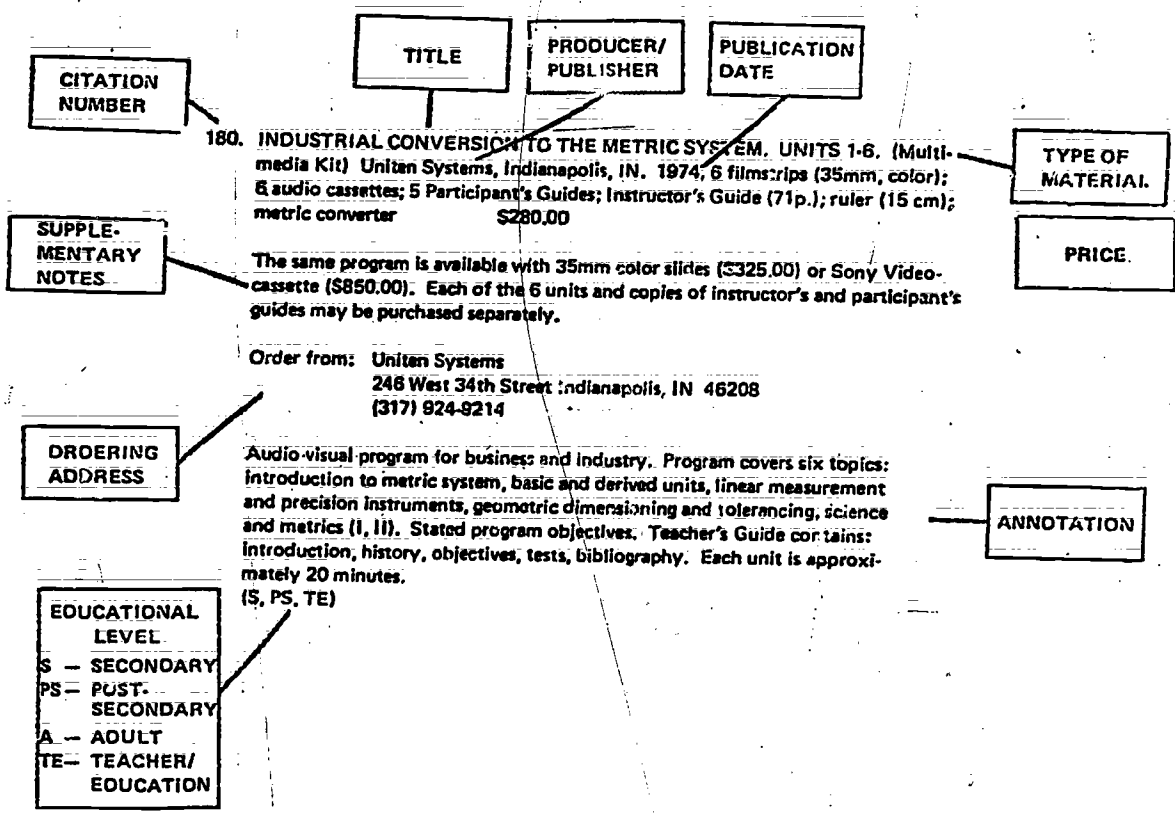 TITLE
PRODUCER/
PUBLISHER
PUBLICATION
DATE
CITATION
NUMBER
180. INDUSTRIAL CONVERSION TO THE METRIC SYSTEM. UNITS 1-6. (Multi-
media Kit) Unitan Systems, Indianapolis, IN. 1974, 6 filmstrips (35mm, color);
6 audio cassettes; 5 Participant's Guides; Instructor's Guide (71p.); ruler (15 cm);
metric converter $280.00
TYPE OF
MATERIAL
PRICE
SUPPLE-
MENTARY
NOTES
The same program is available with 35mm color slides ($325.00) or Sony Video-
cassette ($850.00). Each of the 6 units and copies of instructor's and participant's
guides may be purchased separately.
Order from: Unitan Systems
246 West 34th Street Indianapolis, IN 46208
(317) 924-9214
ORDERING
ADDRESS
Audio-visual program for business and industry. Program covers six topics:
introduction to metric system, basic and derived units, linear measurement
and precision instruments, geometric dimensioning and tolerancing, science
and metrics (I, II). Stated program objectives. Teacher's Guide contains:
introduction, history, objectives, tests, bibliography. Each unit is approxi-
mately 20 minutes.
(S, PS, TE)
ANNOTATION
EDUCATIONAL
LEVEL
S — SECONDARY
PS — POST-
SECONDARY
A — ADULT
TE — TEACHER/
EDUCATION